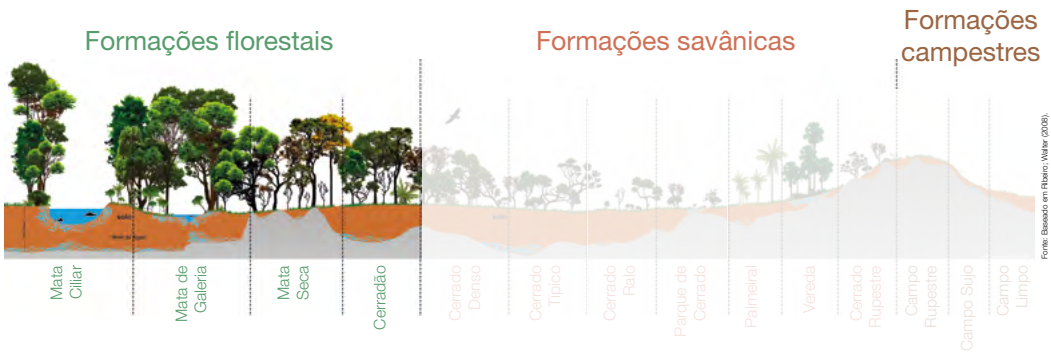 Formações florestais
Formações savânicas
Formações
campestres
Mata
Ciliar
Mata de
Galeria
Mata
Seca
Cerradão
Cerrado
Denso
Cerrado
Típico
Cerrado
Ralo
Parque de
Cerrado
Palmeiral
Vereda
Cerrado
Rupestre
Campo
Rupestre
Campo Sujo
Campo
Limpo
Fonte: Baseado em Ribeiro; Walter (2008).